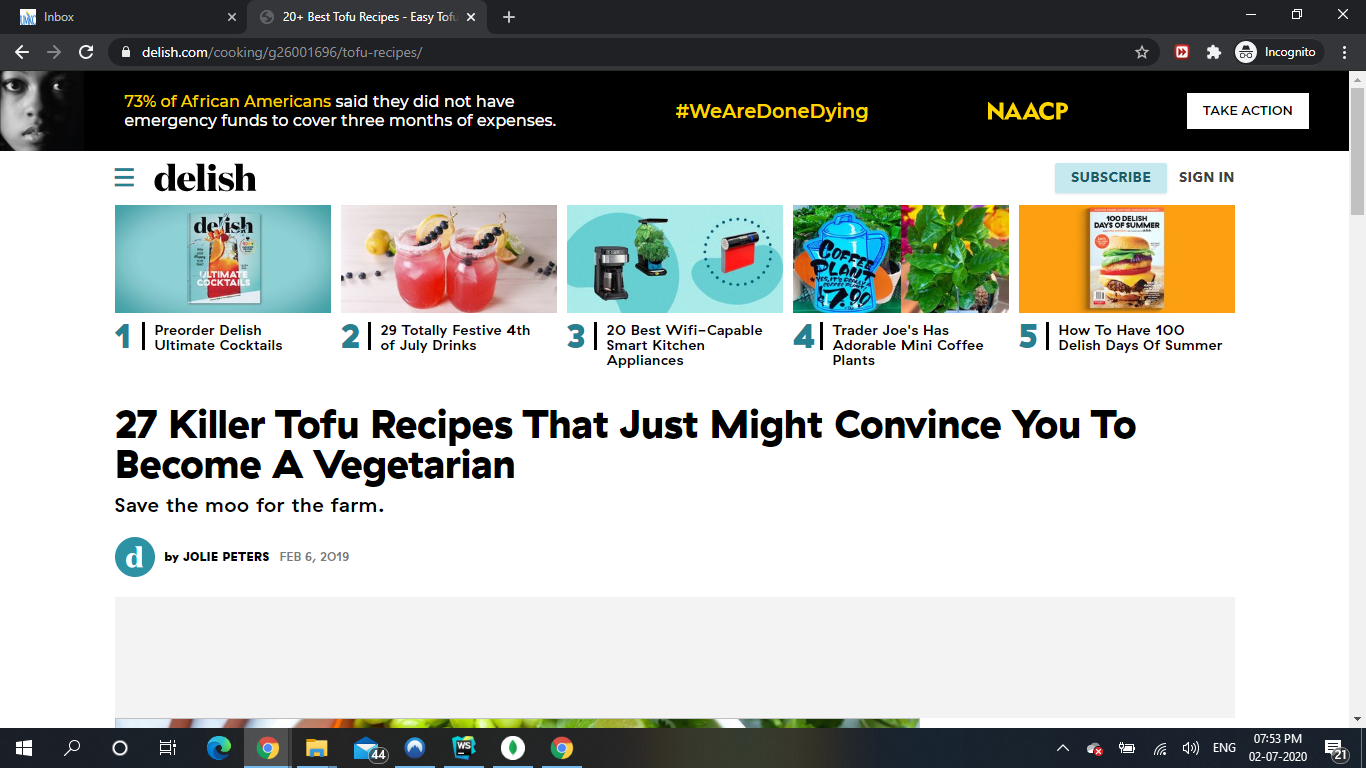 Inbox
20+ Best Tofu Recipes - Easy Tofu
delish.com/cooking/g26001696/tofu-recipes/
Incognito
73% of African Americans said they did not have
emergency funds to cover three months of expenses.
#WeAreDoneDying
NAACP
TAKE ACTION
delish
SUBSCRIBE
SIGN IN
delish
ULTIMATE
COCKTAILS
COFFEE
PLANT
7.99
100 DELISH
DAYS OF SUMMER
1 Preorder Delish
Ultimate Cocktails
2 29 Totally Festive 4th
of July Drinks
3 20 Best Wifi-Capable
Smart Kitchen
Appliances
4 Trader Joe's Has
Adorable Mini Coffee
Plants
5 How To Have 100
Delish Days Of Summer
27 Killer Tofu Recipes That Just Might Convince You To
Become A Vegetarian
Save the moo for the farm.
d
by JOLIE PETERS FEB 6, 2019
44
WS
ENG
07:53 PM
02-07-2020
21